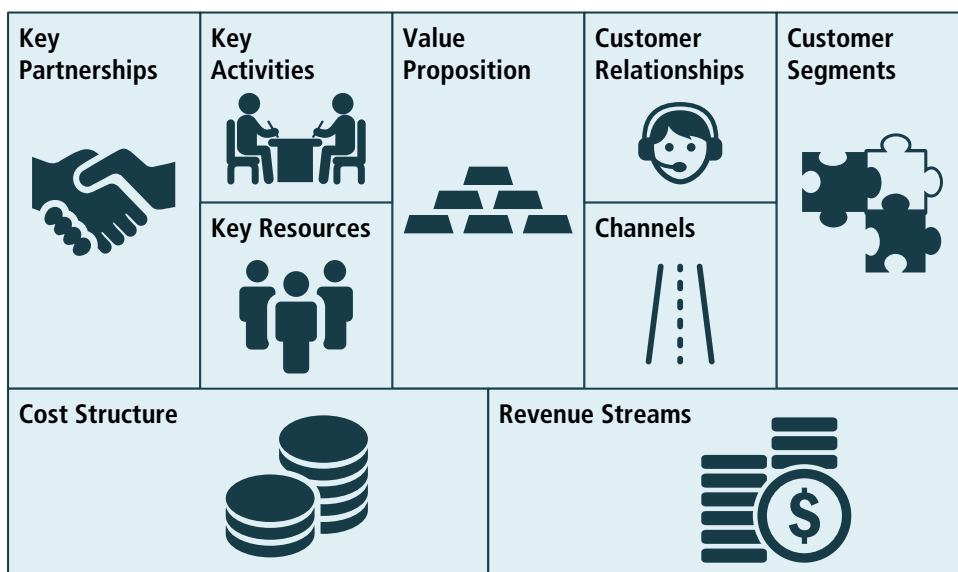 Key
Partnerships
Key
Activities
Key Resources
Value
Proposition
Customer
Relationships
Channels
Customer
Segments
Cost Structure
Revenue Streams
$